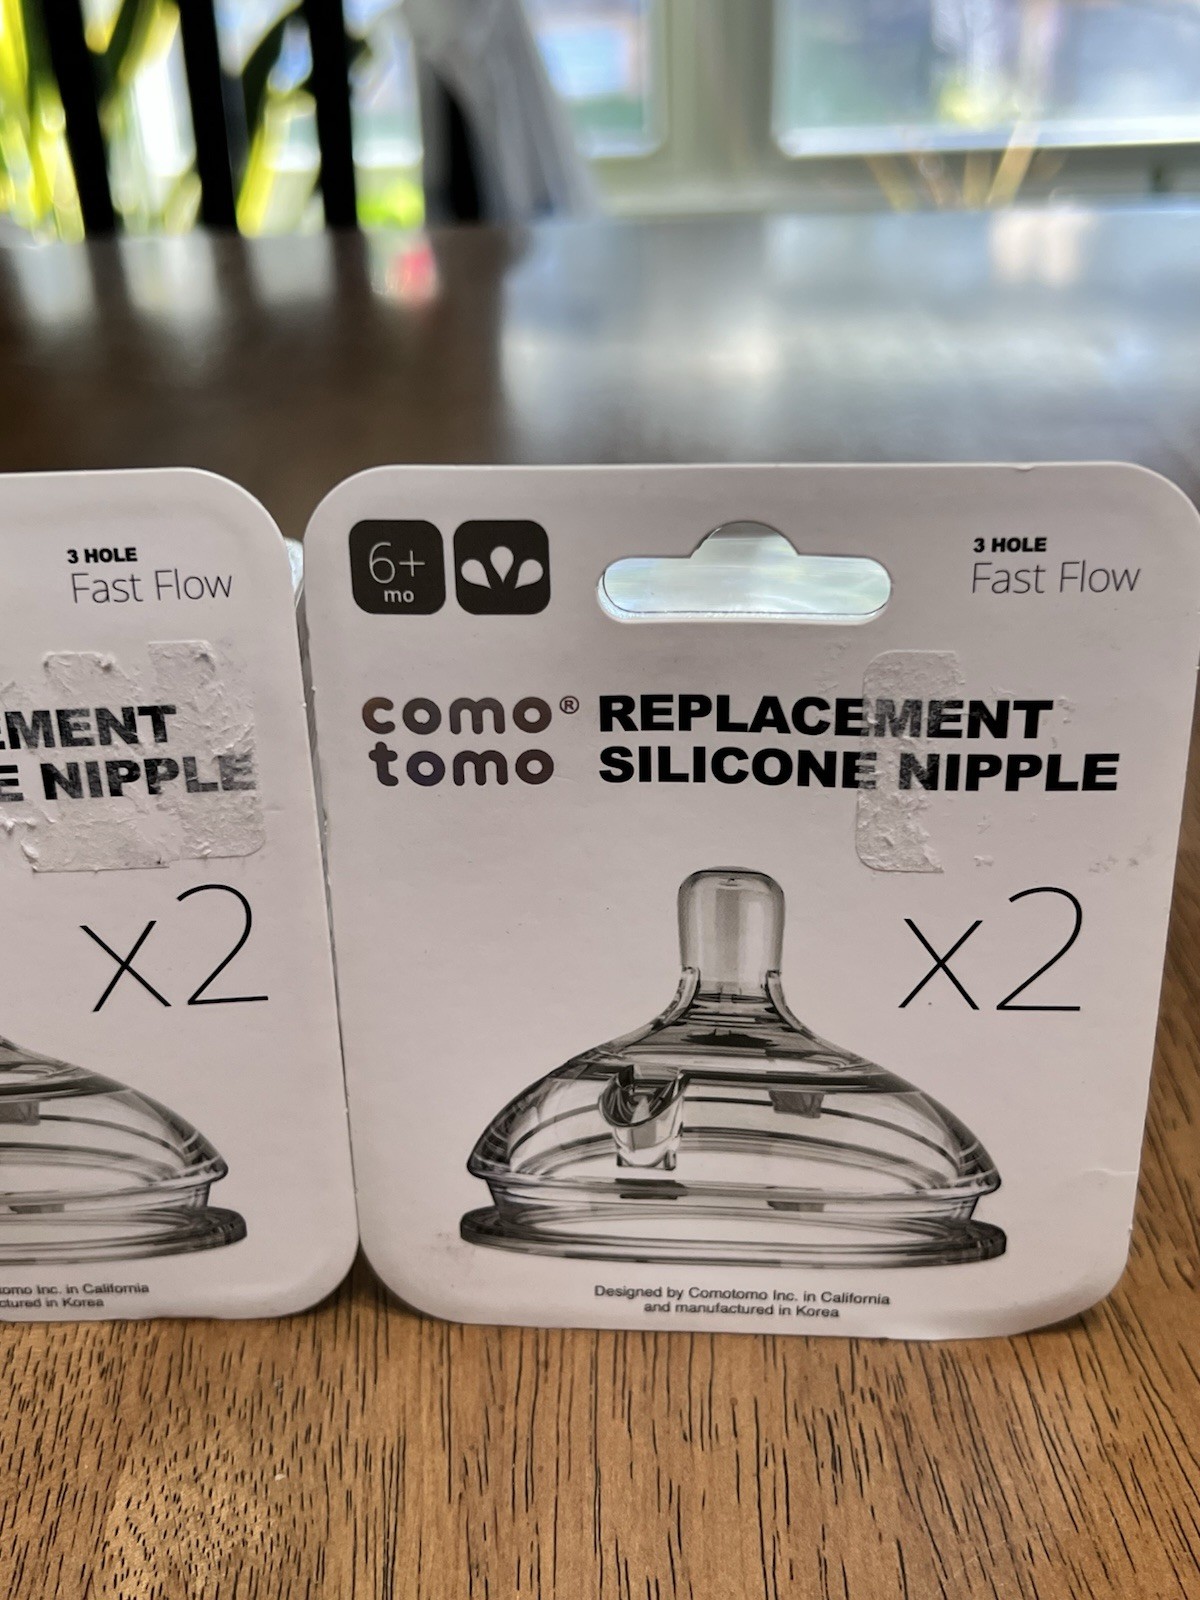 3 HOLE
Fast Flow
EMENT
E NIPPLE
x2
omo Inc. in California
ctured in Korea
6+
mo
3 HOLE
Fast Flow
como® REPLACEMENT
tomo SILICONE NIPPLE
x2
Designed by Comotomo Inc. in California
and manufactured in Korea